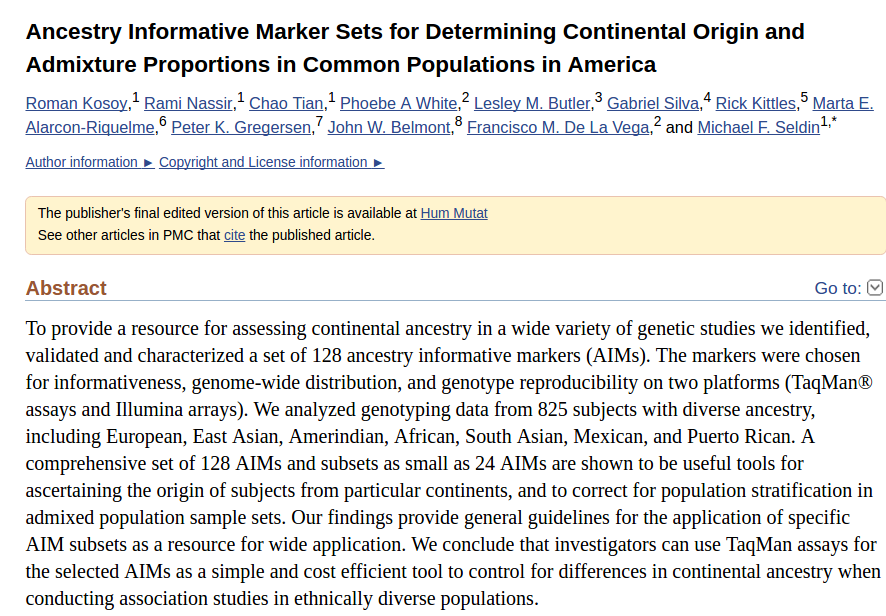 Ancestry Informative Marker Sets for Determining Continental Origin and
Admixture Proportions in Common Populations in America
Roman Kosoy,1 Rami Nassir,1 Chao Tian,1 Phoebe A White,2 Lesley M. Butler,3 Gabriel Silva,4 Rick Kittles,5 Marta E.
Alarcon-Riquelme,6 Peter K. Gregersen,7 John W. Belmont,8 Francisco M. De La Vega,2 and Michael F. Seldin1,*
Author information ► Copyright and License information ►
The publisher's final edited version of this article is available at Hum Mutat
See other articles in PMC that cite the published article.
Abstract
Go to:
To provide a resource for assessing continental ancestry in a wide variety of genetic studies we identified,
validated and characterized a set of 128 ancestry informative markers (AIMs). The markers were chosen
for informativeness, genome-wide distribution, and genotype reproducibility on two platforms (TaqMan®
assays and Illumina arrays). We analyzed genotyping data from 825 subjects with diverse ancestry,
including European, East Asian, Amerindian, African, South Asian, Mexican, and Puerto Rican. A
comprehensive set of 128 AIMs and subsets as small as 24 AIMs are shown to be useful tools for
ascertaining the origin of subjects from particular continents, and to correct for population stratification in
admixed population sample sets. Our findings provide general guidelines for the application of specific
AIM subsets as a resource for wide application. We conclude that investigators can use TaqMan assays for
the selected AIMs as a simple and cost efficient tool to control for differences in continental ancestry when
conducting association studies in ethnically diverse populations.